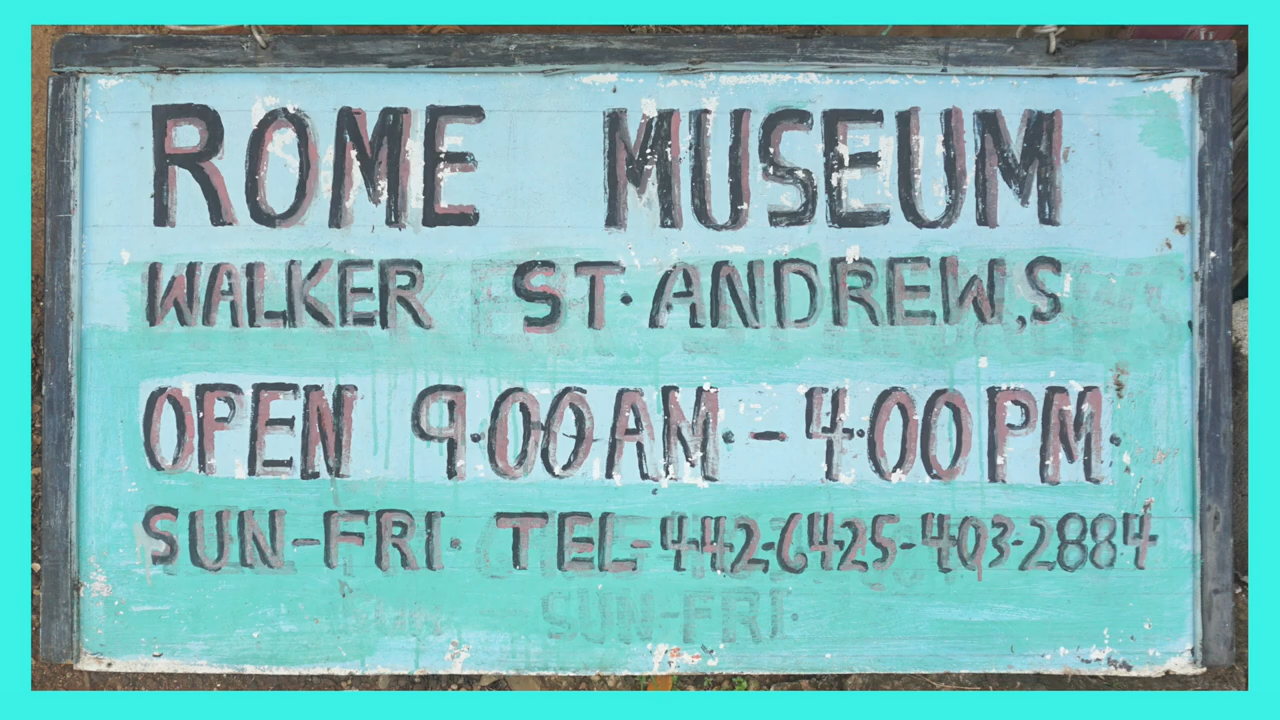 ROME MUSEUM
WALKER ST. ANDREW,S
OPEN 9.00AM. - 4.00PM.
SUN-FRI. TEL-442-6425-403-2884
SUN-FRI.